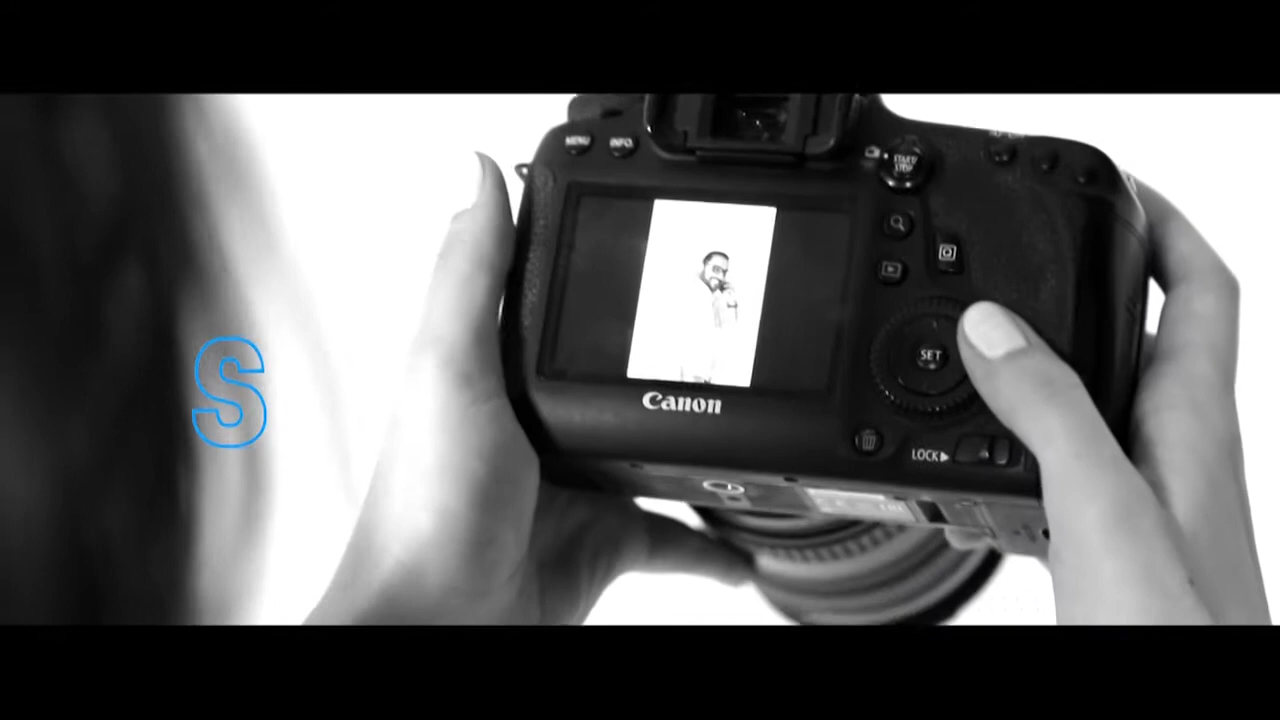 MENU INFO.
START/
STOP
Q
S
SET
Canon
LOCK▶